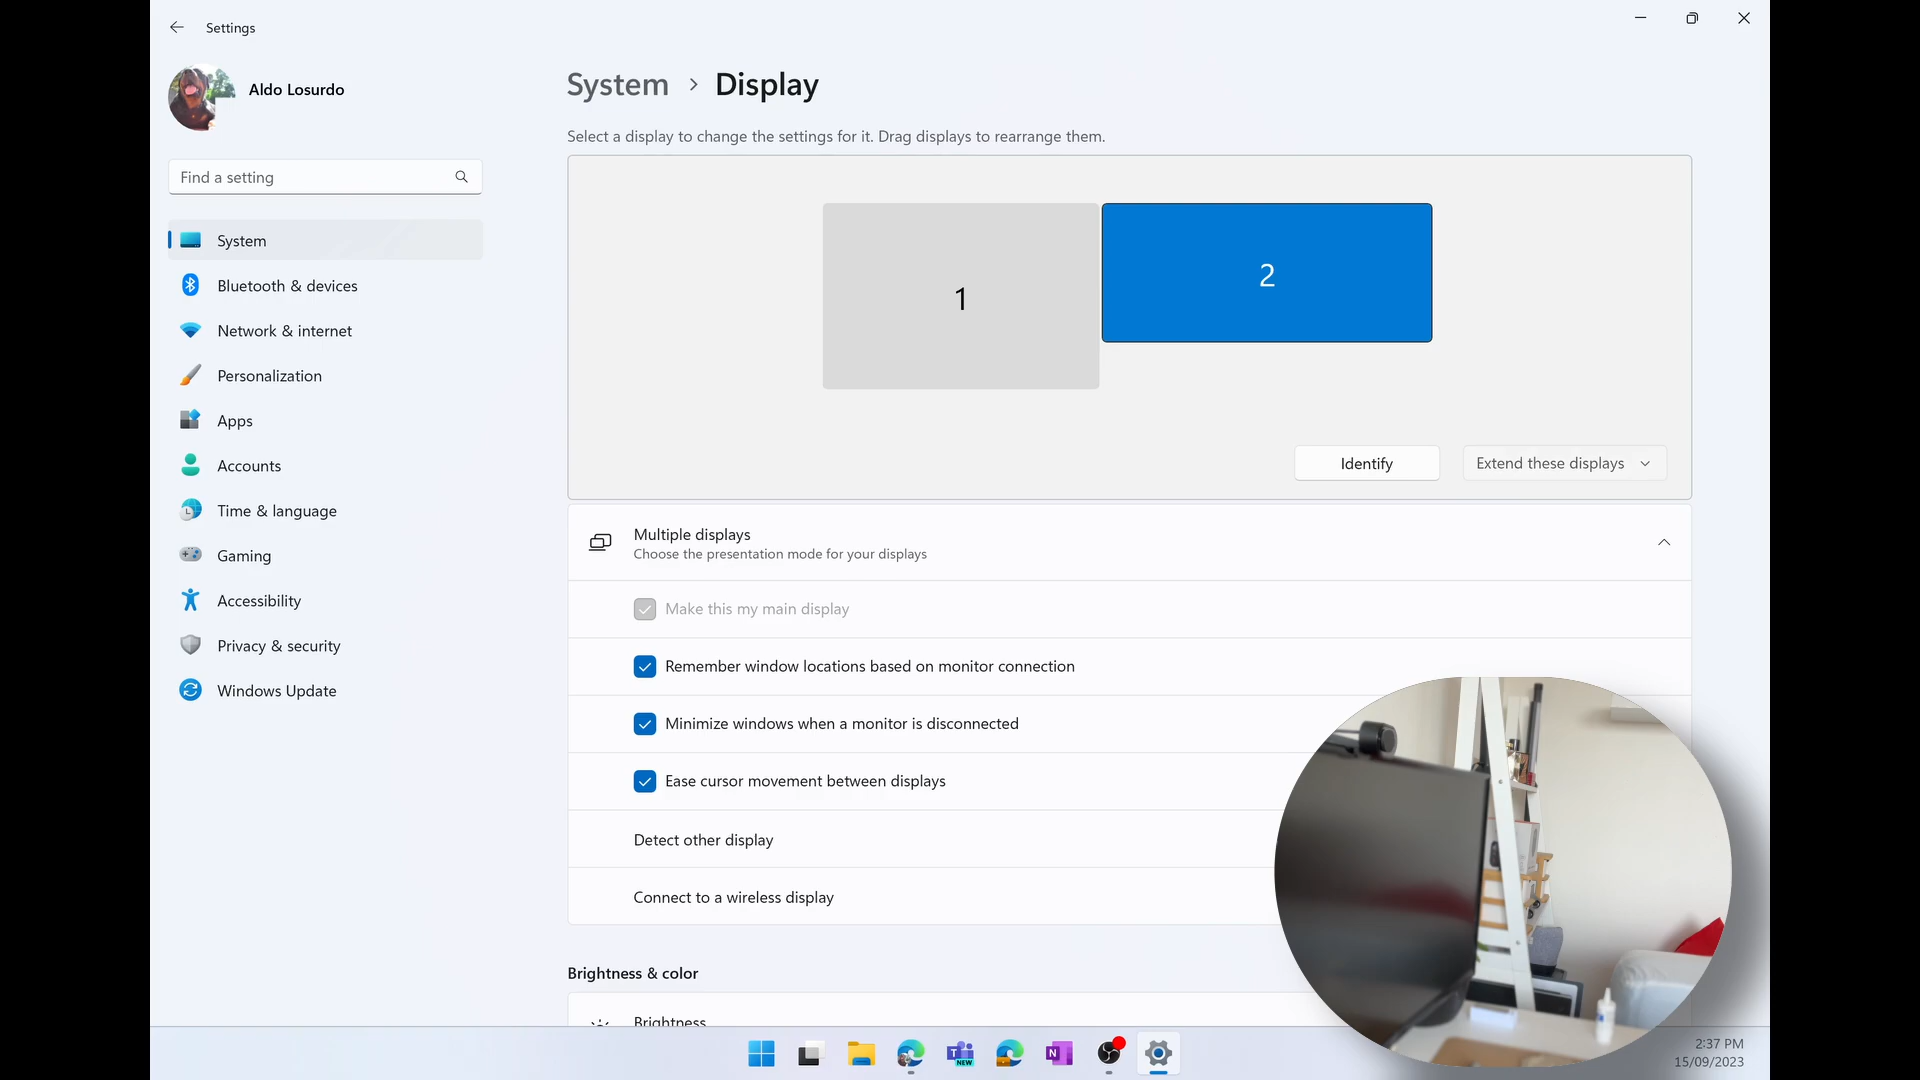 Settings
Aldo Losurdo
Find a setting
System
Bluetooth & devices
Network & internet
Personalization
Apps
Accounts
Time & language
Gaming
Accessibility
Privacy & security
Windows Update
System > Display
Select a display to change the settings for it. Drag displays to rearrange them.
1
2
Identify
Extend these displays
Multiple displays
Choose the presentation mode for your displays
Make this my main display
Remember window locations based on monitor connection
Minimize windows when a monitor is disconnected
Ease cursor movement between displays
Detect other display
Connect to a wireless display
Brightness & color
Brightness
T
NEW
N
2:37 PM
15/09/2023